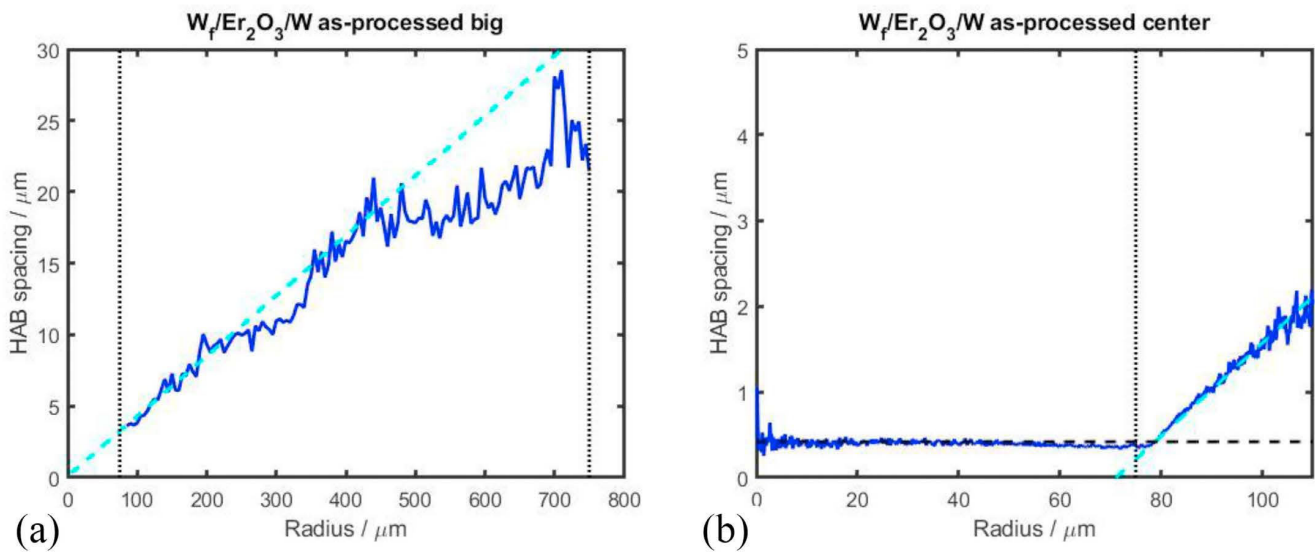 W_f/Er_2O_3/W as-processed big
30
25
20
15
10
5
0
HAB spacing / μm
0 100 200 300 400 500 600 700 800
Radius / μm
(a)
W_f/Er_2O_3/W as-processed center
5
4
3
2
1
0
HAB spacing / μm
0 20 40 60 80 100
Radius / μm
(b)